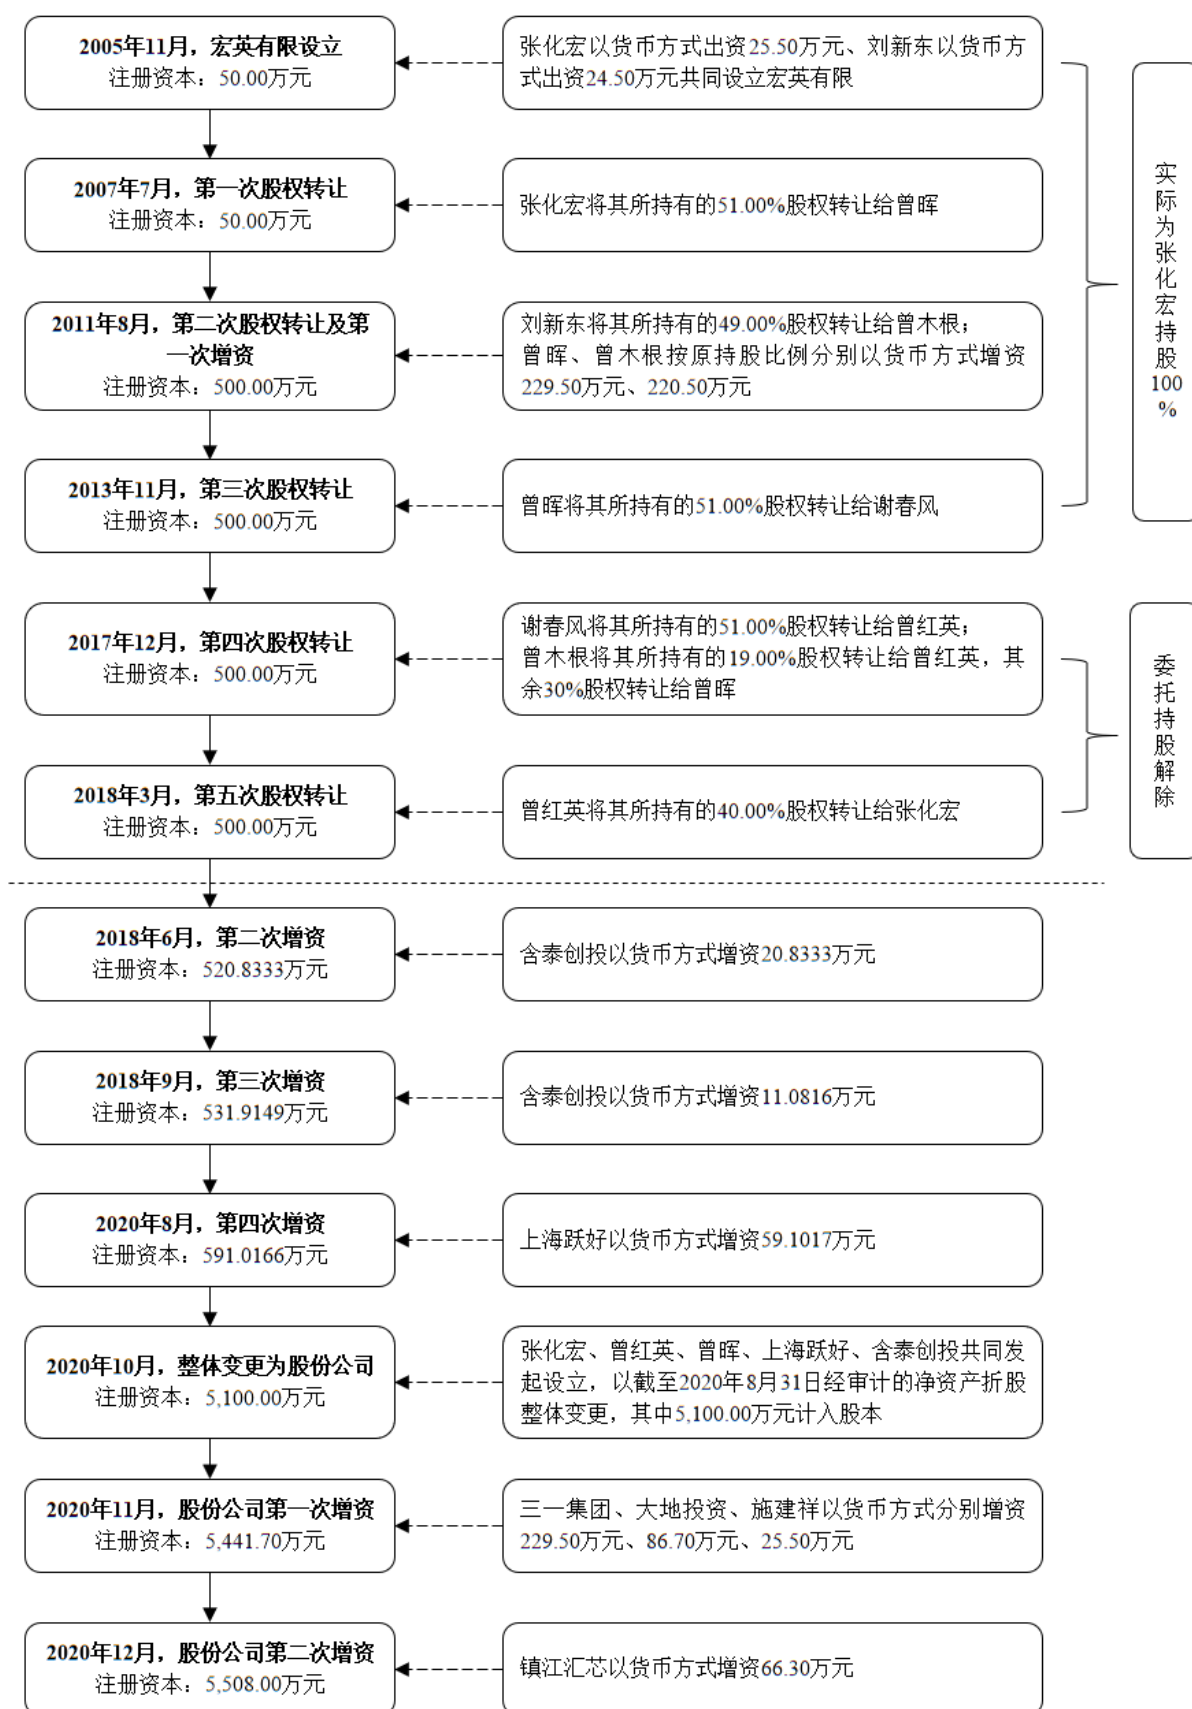 2005年11月，宏英有限设立
注册资本：50.00万元
张化宏以货币方式出资25.50万元、刘新东以货币方
式出资24.50万元共同设立宏英有限
2007年7月，第一次股权转让
注册资本：50.00万元
张化宏将其所持有的51.00%股权转让给曾晖
2011年8月，第二次股权转让及第
一次增资
注册资本：500.00万元
刘新东将其所持有的49.00%股权转让给曾木根；
曾晖、曾木根按原持股比例分别以货币方式增资
229.50万元、220.50万元
2013年11月，第三次股权转让
注册资本：500.00万元
曾晖将其所持有的51.00%股权转让给谢春风
实
际
为
张
化
宏
持
股
100
%
2017年12月，第四次股权转让
注册资本：500.00万元
谢春风将其所持有的51.00%股权转让给曾红英；
曾木根将其所持有的19.00%股权转让给曾红英，其
余30%股权转让给曾晖
2018年3月，第五次股权转让
注册资本：500.00万元
曾红英将其所持有的40.00%股权转让给张化宏
委
托
持
股
解
除
2018年6月，第二次增资
注册资本：520.8333万元
含泰创投以货币方式增资20.8333万元
2018年9月，第三次增资
注册资本：531.9149万元
含泰创投以货币方式增资11.0816万元
2020年8月，第四次增资
注册资本：591.0166万元
上海跃好以货币方式增资59.1017万元
2020年10月，整体变更为股份公司
注册资本：5,100.00万元
张化宏、曾红英、曾晖、上海跃好、含泰创投共同发
起设立，以截至2020年8月31日经审计的净资产折股
整体变更，其中5,100.00万元计入股本
2020年11月，股份公司第一次增资
注册资本：5,441.70万元
三一集团、大地投资、施建祥以货币方式分别增资
229.50万元、86.70万元、25.50万元
2020年12月，股份公司第二次增资
注册资本：5,508.00万元
镇江汇芯以货币方式增资66.30万元